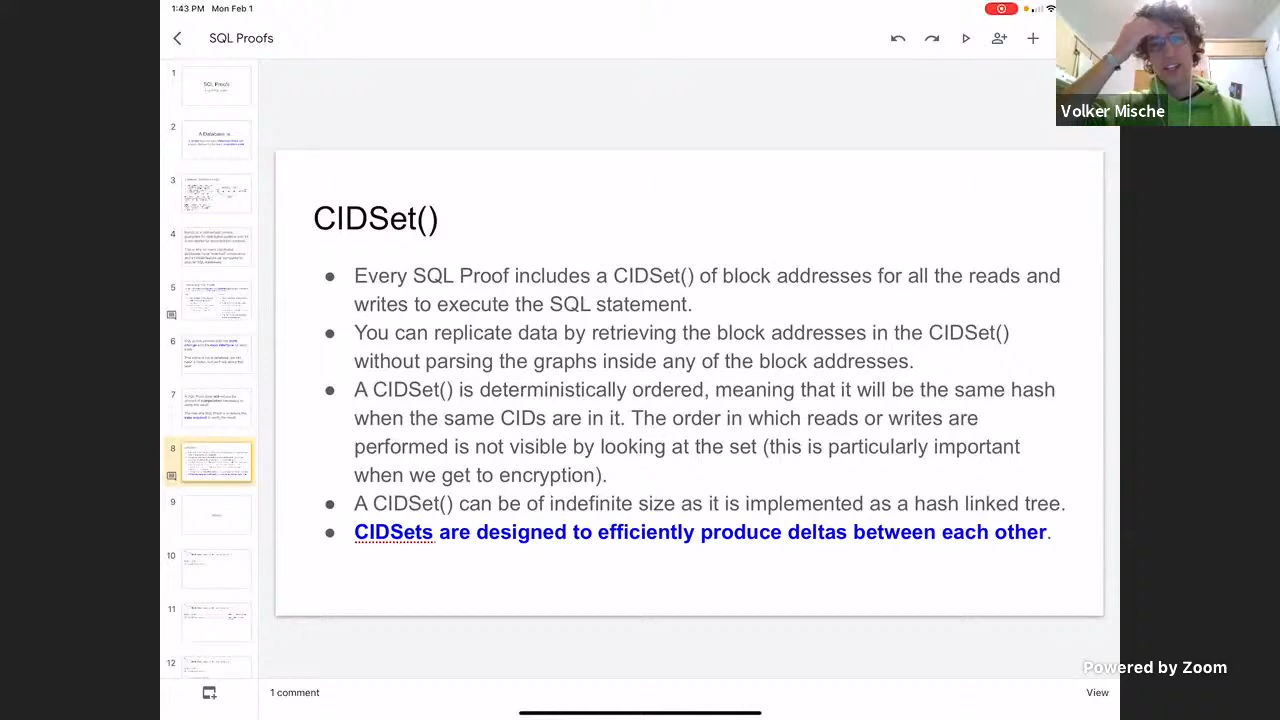 1:43 PM Mon Feb 1
SQL Proofs
Volker Mische
1
SQL Proofs
2
A Database is
3
4
5
6
7
8
9
10
11
12
CIDSet()
● Every SQL Proof includes a CIDSet() of block addresses for all the reads and
writes to execute the SQL statement.
● You can replicate data by retrieving the block addresses in the CIDSet()
without parsing the graphs inside any of the block addresses.
● A CIDSet() is deterministically ordered, meaning that it will be the same hash
when the same CIDs are in it. The order in which reads or writes are
performed is not visible by looking at the set (this is particularly important
when we get to encryption).
● A CIDSet() can be of indefinite size as it is implemented as a hash linked tree.
● CIDSets are designed to efficiently produce deltas between each other.
Powered by Zoom
1 comment
View